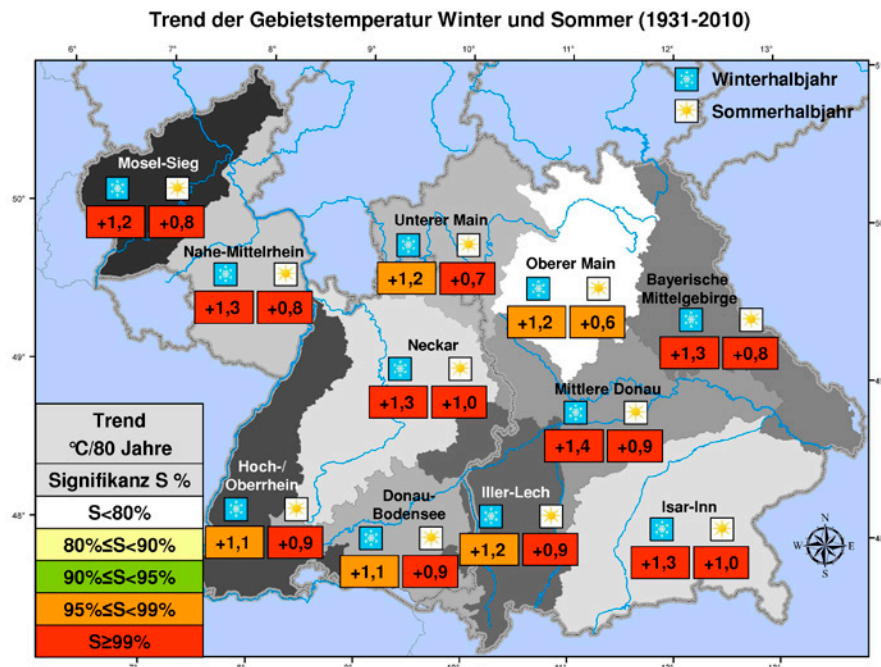 Trend der Gebietstemperatur Winter und Sommer (1931-2010)
6° 7° 8° 9° 10° 11° 12° 13°
Winterhalbjahr
Sommerhalbjahr
Mosel-Sieg
+1,2 +0,8
50°
50°
Nahe-Mittelrhein
+1,3 +0,8
Unterer Main
+1,2 +0,7
Oberer Main
+1,2 +0,6
Bayerische
Mittelgebirge
+1,3 +0,8
49°
Neckar
+1,3 +1,0
Mittlere Donau
+1,4 +0,9
Hoch-/
Oberrhein
+1,1 +0,9
Donau-
Bodensee
+1,1 +0,9
Iller-Lech
+1,2 +0,9
Isar-Inn
+1,3 +1,0
48°
N
W E
S
Trend
°C/80 Jahre
Signifikanz S %
S<80%
80%≤S<90%
90%≤S<95%
95%≤S<99%
S≥99%